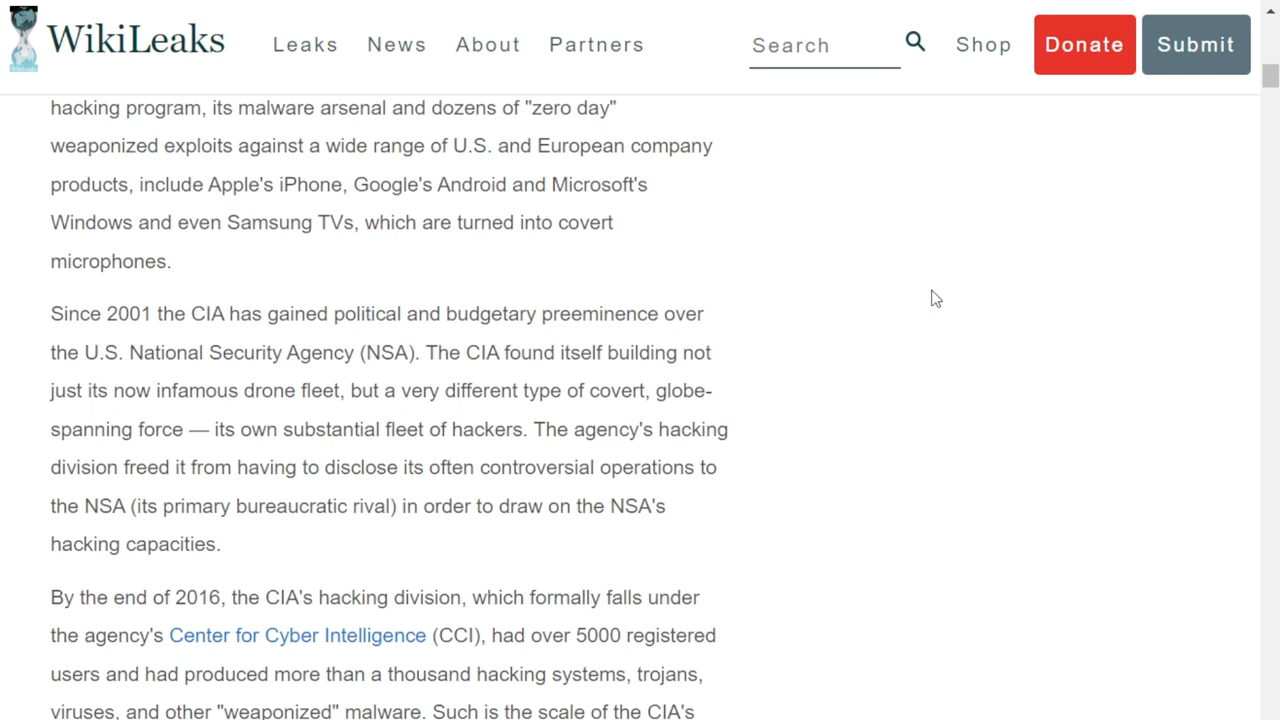 WikiLeaks
Leaks News About Partners Search Shop Donate Submit
hacking program, its malware arsenal and dozens of "zero day"
weaponized exploits against a wide range of U.S. and European company
products, include Apple's iPhone, Google's Android and Microsoft's
Windows and even Samsung TVs, which are turned into covert
microphones.
Since 2001 the CIA has gained political and budgetary preeminence over
the U.S. National Security Agency (NSA). The CIA found itself building not
just its now infamous drone fleet, but a very different type of covert, globe-
spanning force — its own substantial fleet of hackers. The agency's hacking
division freed it from having to disclose its often controversial operations to
the NSA (its primary bureaucratic rival) in order to draw on the NSA's
hacking capacities.
By the end of 2016, the CIA's hacking division, which formally falls under
the agency's Center for Cyber Intelligence (CCI), had over 5000 registered
users and had produced more than a thousand hacking systems, trojans,
viruses, and other "weaponized" malware. Such is the scale of the CIA's